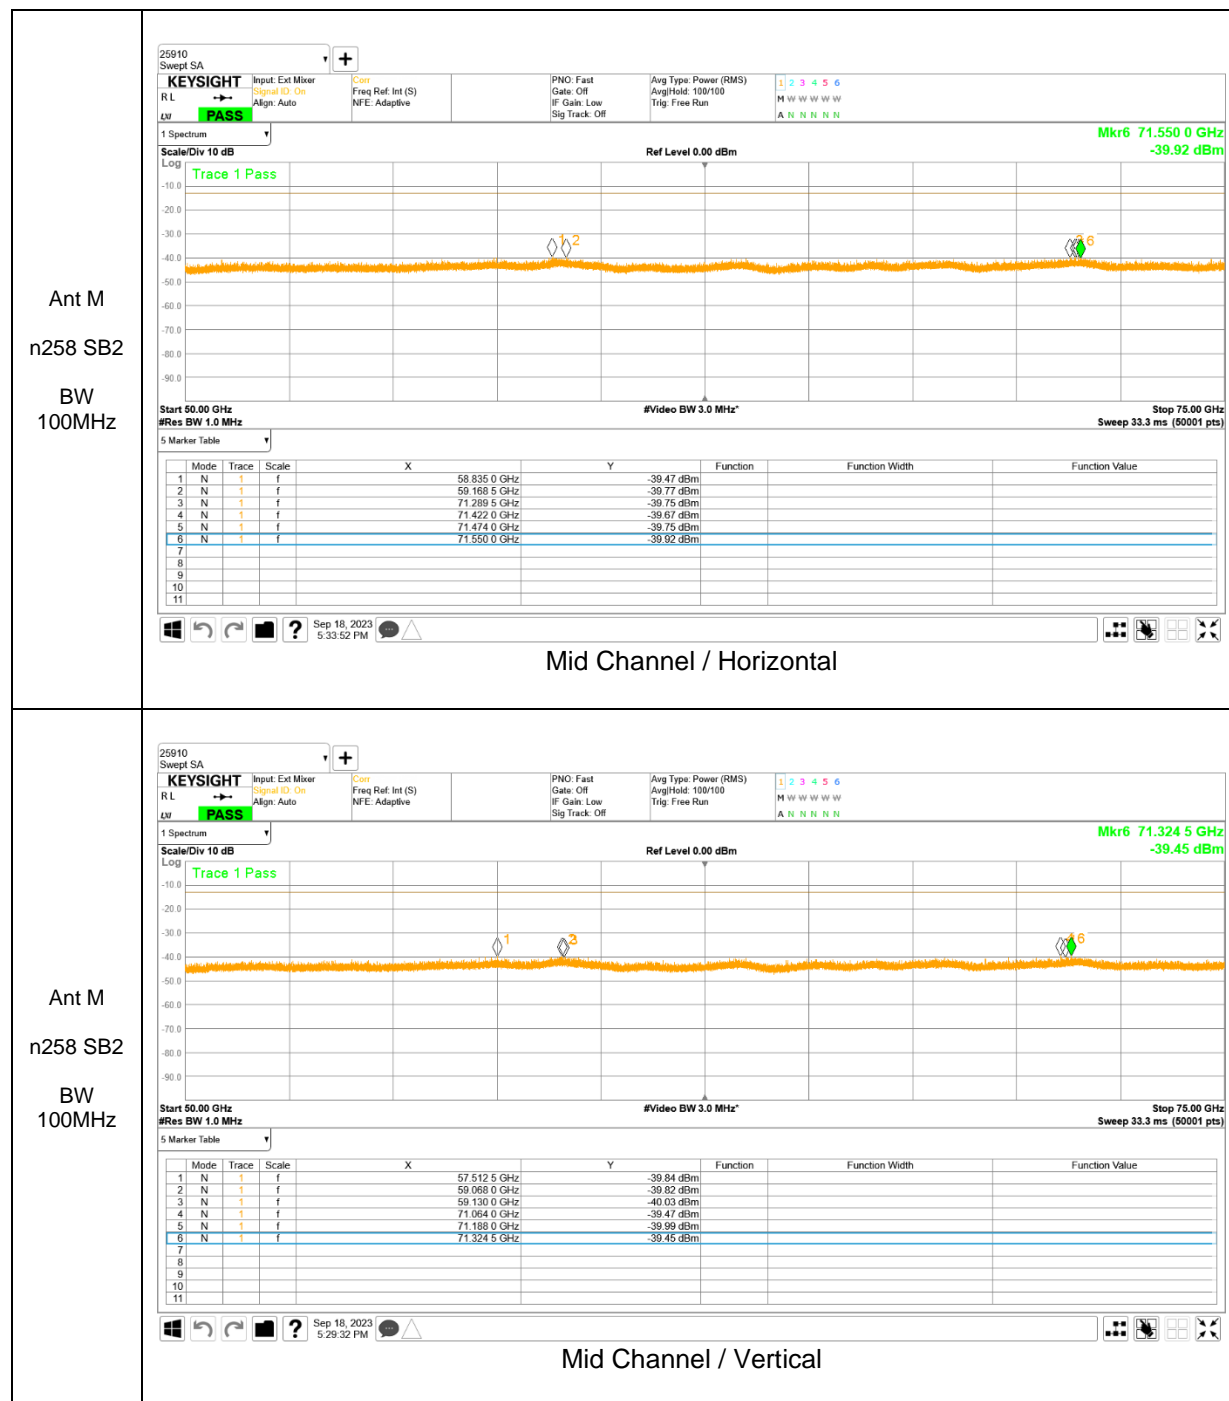 Ant M
n258 SB2
BW
100MHz
25910
Swept SA
KEYSIGHT
R L
LXI
PASS
Input: Ext Mixer
Signal ID: On
Align: Auto
Corr
Freq Ref: Int (S)
NFE: Adaptive
PNO: Fast
Gate: Off
IF Gain: Low
Sig Track: Off
Avg Type: Power (RMS)
Avg|Hold: 100/100
Trig: Free Run
1 2 3 4 5 6
M W W W W W
A N N N N N
1 Spectrum
Mkr6 71.550 0 GHz
Scale/Div 10 dB
Ref Level 0.00 dBm
-39.92 dBm
Log
Trace 1 Pass
-10.0
-20.0
-30.0
1 2
6
-40.0
-50.0
-60.0
-70.0
-80.0
-90.0
Start 50.00 GHz
#Video BW 3.0 MHz*
Stop 75.00 GHz
#Res BW 1.0 MHz
Sweep 33.3 ms (50001 pts)
5 Marker Table
Mode Trace Scale X Y Function Function Width Function Value
1 N 1 f 58.835 0 GHz -39.47 dBm
2 N 1 f 59.168 5 GHz -39.77 dBm
3 N 1 f 71.289 5 GHz -39.75 dBm
4 N 1 f 71.422 0 GHz -39.67 dBm
5 N 1 f 71.474 0 GHz -39.75 dBm
6 N 1 f 71.550 0 GHz -39.92 dBm
7
8
9
10
11
?
Sep 18, 2023
5:33:52 PM
Mid Channel / Horizontal
Ant M
n258 SB2
BW
100MHz
25910
Swept SA
KEYSIGHT
R L
LXI
PASS
Input: Ext Mixer
Signal ID: On
Align: Auto
Corr
Freq Ref: Int (S)
NFE: Adaptive
PNO: Fast
Gate: Off
IF Gain: Low
Sig Track: Off
Avg Type: Power (RMS)
Avg|Hold: 100/100
Trig: Free Run
1 2 3 4 5 6
M W W W W W
A N N N N N
1 Spectrum
Mkr6 71.324 5 GHz
Scale/Div 10 dB
Ref Level 0.00 dBm
-39.45 dBm
Log
Trace 1 Pass
-10.0
-20.0
-30.0
1
6
-40.0
-50.0
-60.0
-70.0
-80.0
-90.0
Start 50.00 GHz
#Video BW 3.0 MHz*
Stop 75.00 GHz
#Res BW 1.0 MHz
Sweep 33.3 ms (50001 pts)
5 Marker Table
Mode Trace Scale X Y Function Function Width Function Value
1 N 1 f 57.512 5 GHz -39.84 dBm
2 N 1 f 59.068 0 GHz -39.82 dBm
3 N 1 f 59.130 0 GHz -40.03 dBm
4 N 1 f 71.064 0 GHz -39.47 dBm
5 N 1 f 71.188 0 GHz -39.99 dBm
6 N 1 f 71.324 5 GHz -39.45 dBm
7
8
9
10
11
?
Sep 18, 2023
5:29:32 PM
Mid Channel / Vertical